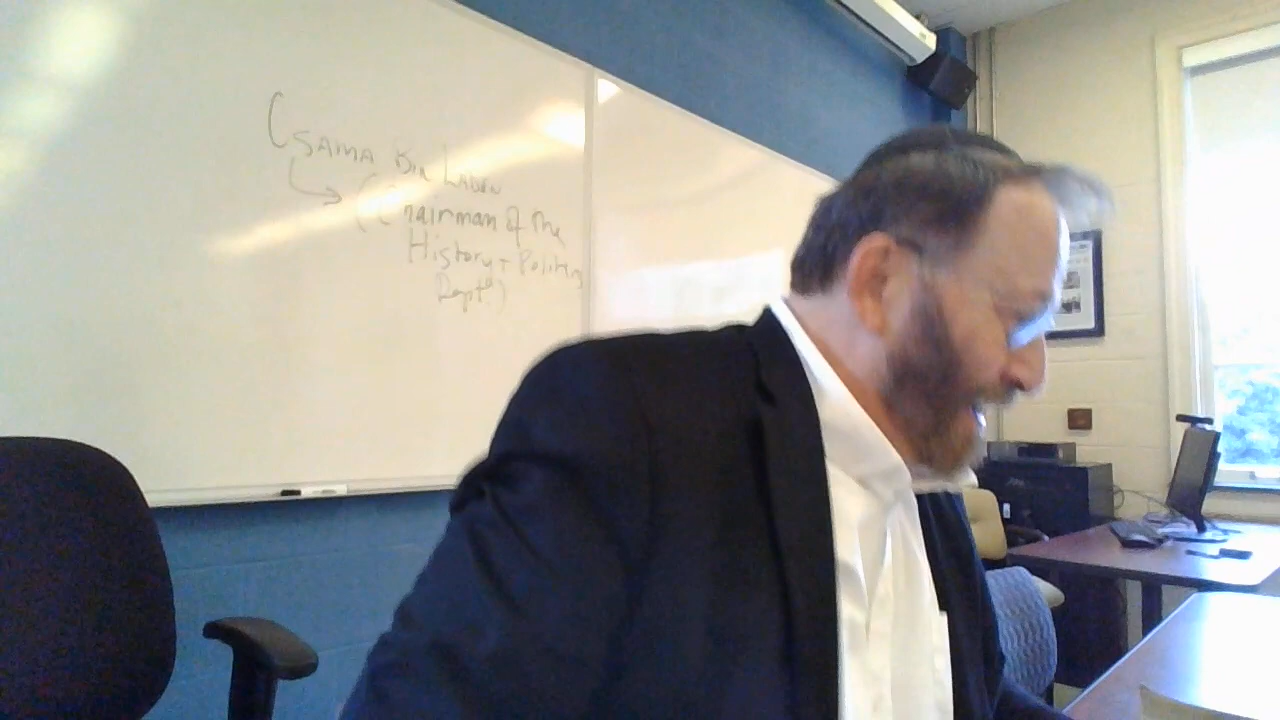 Osama Bin Laden
(Chairman of the
History + Politics
Dept)